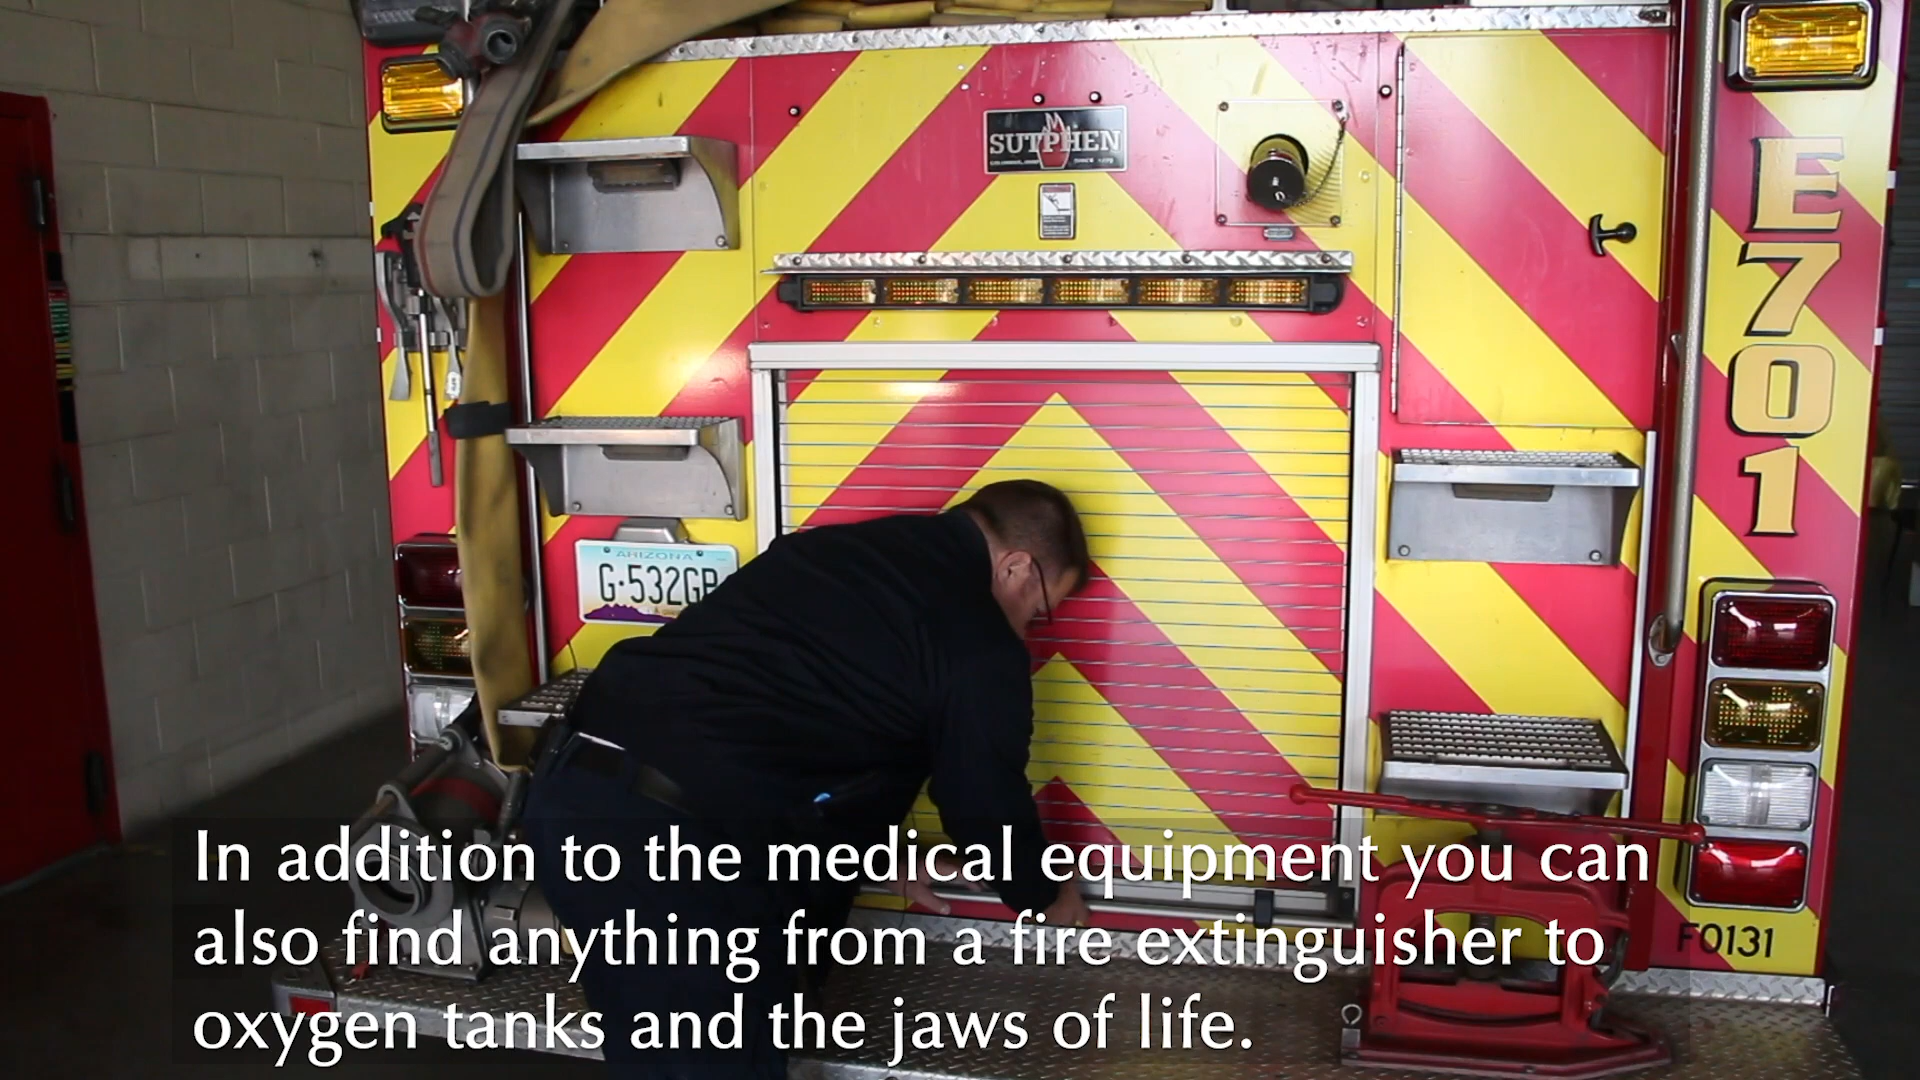 SUTPHEN
E701
ARIZONA
G·532G
F0131
In addition to the medical equipment you can
also find anything from a fire extinguisher to
oxygen tanks and the jaws of life.